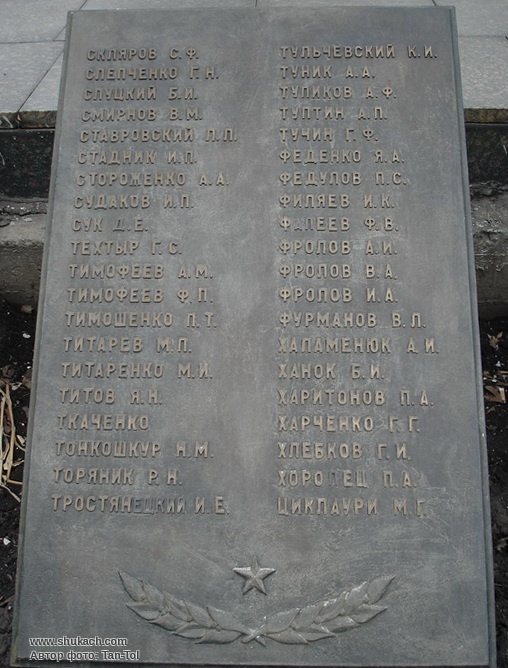 СКЛЯРОВ С.Ф.
СЛЕПЧЕНКО Г.Н.
СЛУЦКИЙ Б.И.
СМИРНОВ В.М.
СТАВРОВСКИЙ П.П.
СТАДНИК И.П.
СТОРОЖЕНКО А.А.
СУДАКОВ И.П.
СУК Д.Е.
ТЕХТЫР Г.С.
ТИМОФЕЕВ А.М.
ТИМОФЕЕВ Ф.П.
ТИМОШЕНКО П.Т.
ТИТАРЕВ М.П.
ТИТАРЕНКО М.И.
ТИТОВ Я.Н.
ТКАЧЕНКО
ТОНКОШКУР Н.М.
ТОРЯНИК Р.Н.
ТРОСТЯНЕЦКИЙ И.Е.
ТУЛЬЧЕВСКИЙ К.И.
ТУНИК А.А.
ТУПИКОВ А.Ф.
ТУПТИН А.П.
ТУЧИН Г.Ф.
ФЕДЕНКО Я.А.
ФЕДУЛОВ П.С.
ФИЛЯЕВ И.К.
ФАЛЕЕВ Ф.В.
ФРОЛОВ А.И.
ФРОЛОВ В.А.
ФРОЛОВ И.А.
ФУРМАНОВ В.П.
ХАЛАМЕНЮК А.И.
ХАНОК Б.И.
ХАРИТОНОВ П.А.
ХАРЧЕНКО Г.Г.
ХЛЕБКОВ Г.И.
ХОРОЛЕЦ П.А.
ЦИКЛАУРИ М.Г.
www.shukach.com
Автор фото: Tan-Tol